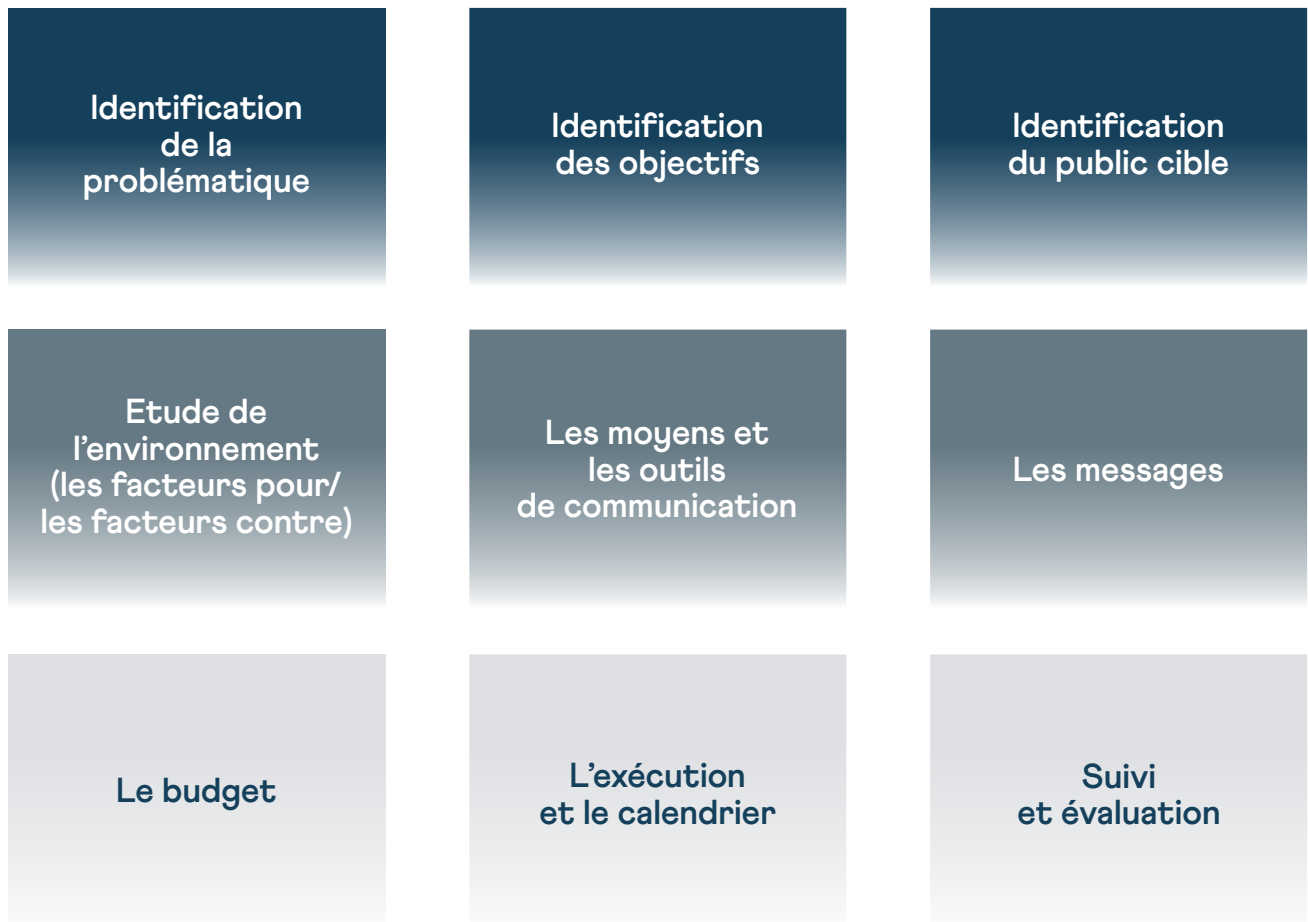 Identification
de la
problématique
Identification
des objectifs
Identification
du public cible
Etude de
l’environnement
(les facteurs pour/
les facteurs contre)
Les moyens et
les outils
de communication
Les messages
Le budget
L’exécution
et le calendrier
Suivi
et évaluation